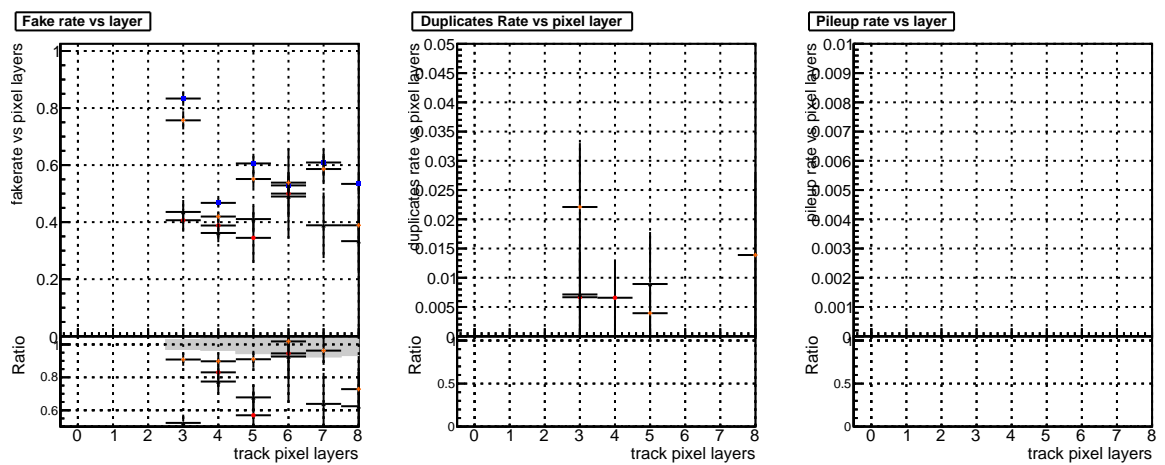 Fake rate vs layer
fakerate vs pixel layers
1
0.8
0.6
0.4
0.2
0
Ratio
1
0.8
0.6
0 1 2 3 4 5 6 7 8
track pixel layers
Duplicates Rate vs pixel layer
duplicates rate vs pixel layers
0.05
0.045
0.04
0.035
0.03
0.025
0.02
0.015
0.01
0.005
0
Ratio
1
0.5
0
0 1 2 3 4 5 6 7 8
track pixel layers
Pileup rate vs layer
pileup rate vs pixel layers
0.01
0.009
0.008
0.007
0.006
0.005
0.004
0.003
0.002
0.001
0
Ratio
1
0.5
0
0 1 2 3 4 5 6 7 8
track pixel layers